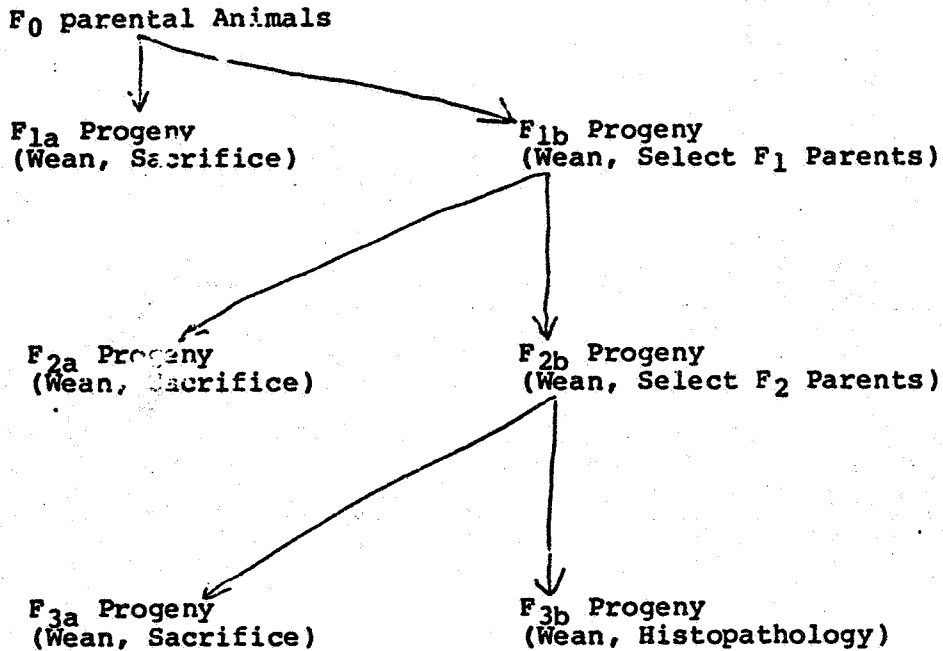 F0 parental Animals
F1a Progeny
(Wean, Sacrifice)
F1b Progeny
(Wean, Select F1 Parents)
F2a Progeny
(Wean, Sacrifice)
F2b Progeny
(Wean, Select F2 Parents)
F3a Progeny
(Wean, Sacrifice)
F3b Progeny
(Wean, Histopathology)